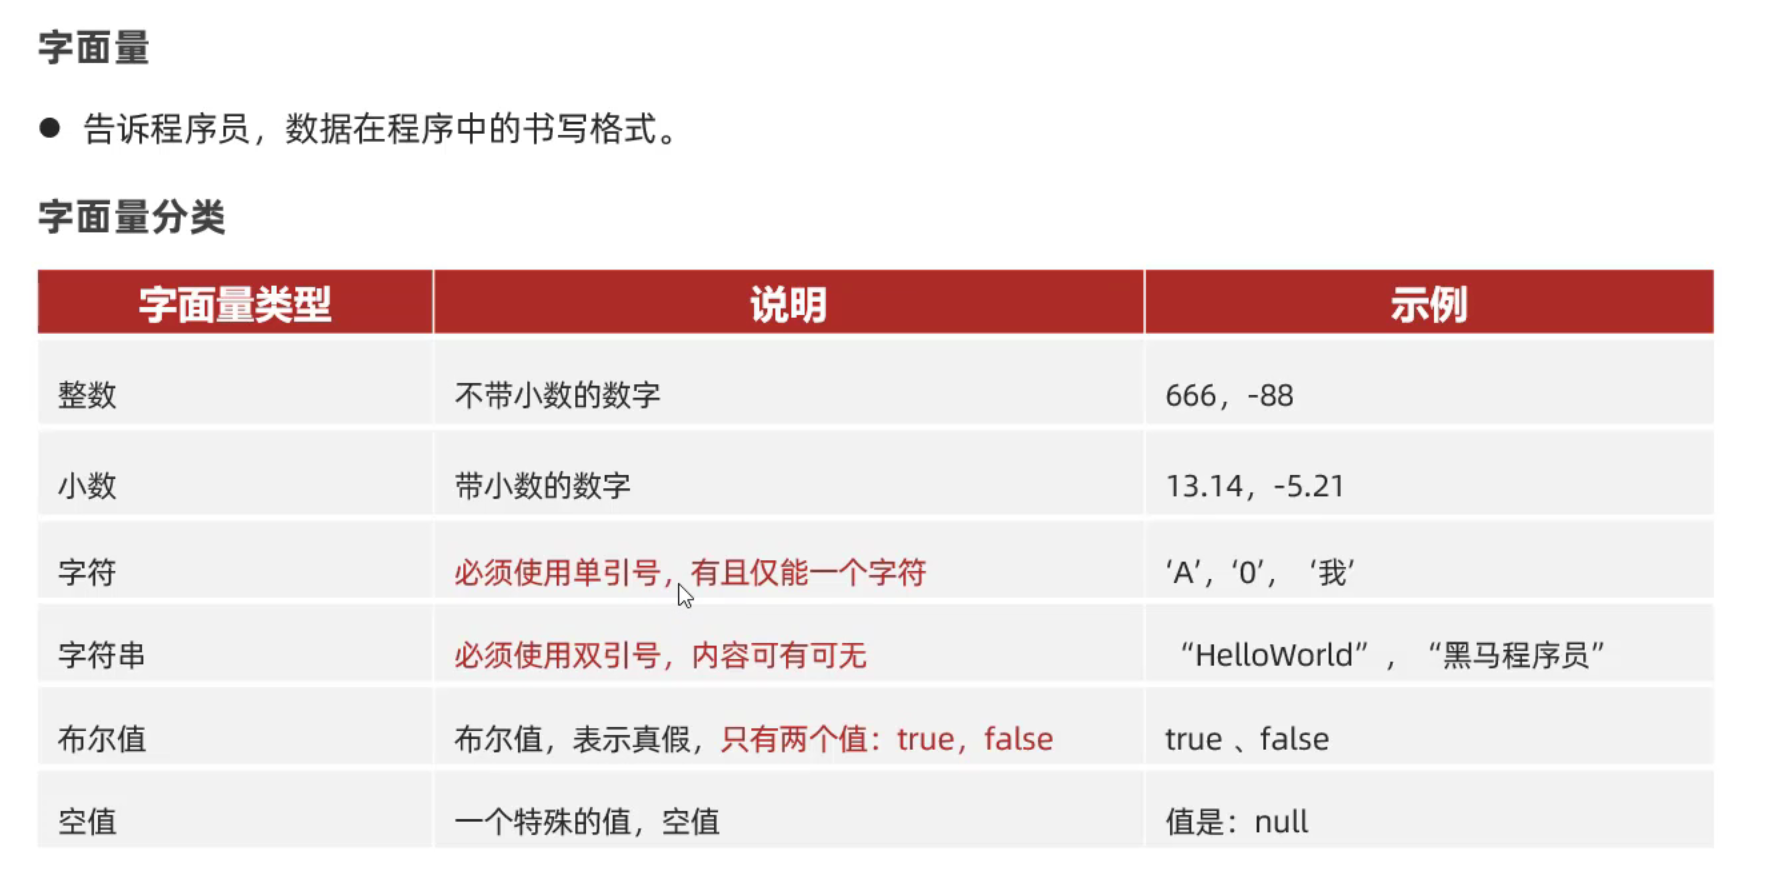 字面量
● 告诉程序员，数据在程序中的书写格式。
字面量分类
字面量类型 说明 示例
整数 不带小数的数字 666，-88
小数 带小数的数字 13.14，-5.21
字符 必须使用单引号，有且仅能一个字符 ‘A’，‘0’， ‘我’
字符串 必须使用双引号，内容可有可无 “HelloWorld” ， “黑马程序员”
布尔值 布尔值，表示真假，只有两个值：true，false true 、false
空值 一个特殊的值，空值 值是：null